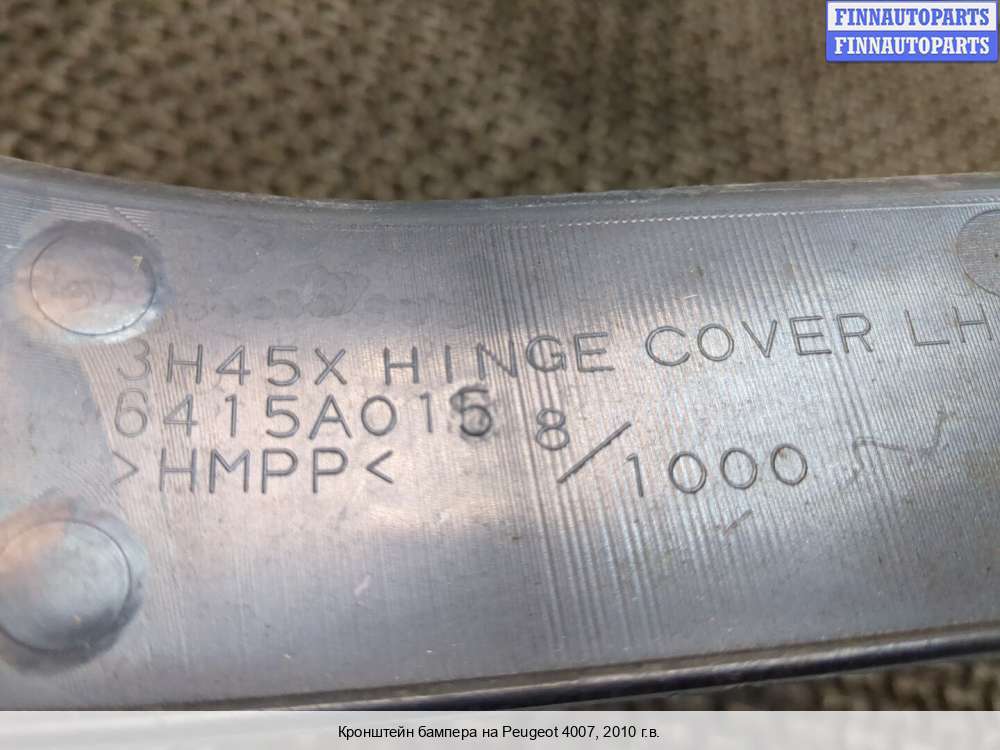 FINNAUTOPARTS
FINNAUTOPARTS
3H45X HINGE COVER LH
6415A015 8/1000
>HMPP<
Кронштейн бампера на Peugeot 4007, 2010 г.в.